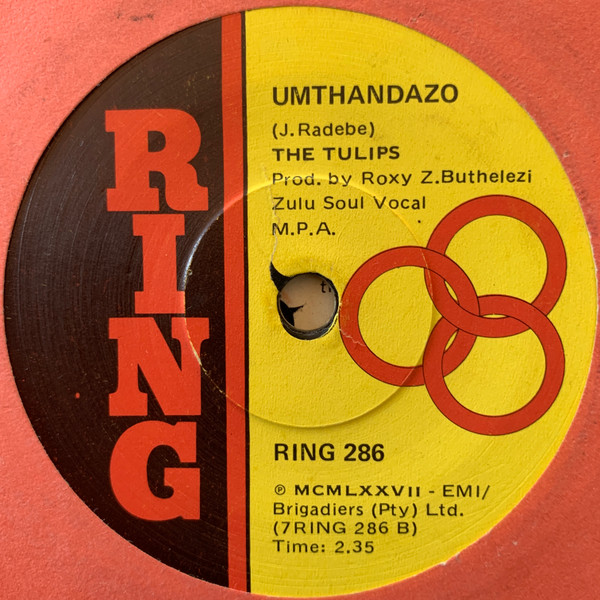 RING
UMTHANDAZO
(J. Radebe)
THE TULIPS
Prod. by Roxy Z.Buthelezi
Zulu Soul Vocal
M.P.A.
RING 286
℗ MCMLXXVII - EMI/
Brigadiers (Pty) Ltd.
(7RING 286 B)
Time: 2.35